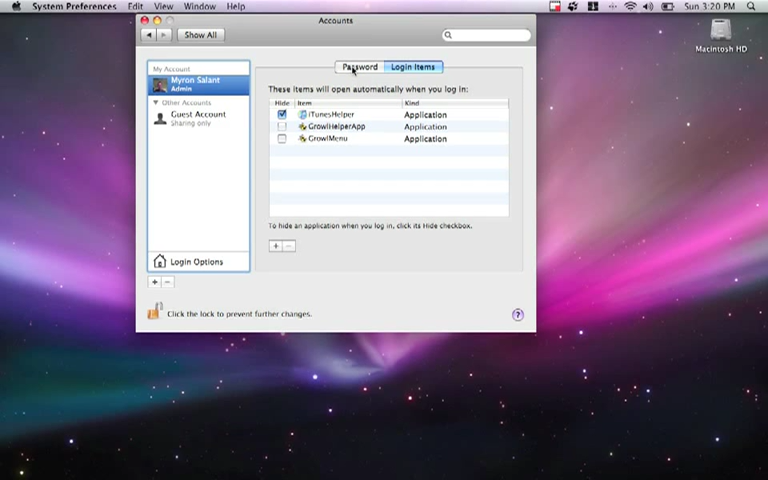 System Preferences Edit View Window Help
Sun 3:20 PM
Accounts
Show All
Macintosh HD
My Account
Myron Salant
Admin
Other Accounts
Guest Account
Sharing only
Login Options
Password Login Items
These items will open automatically when you log in:
Hide Item Kind
iTunesHelper Application
GrowlHelperApp Application
GrowlMenu Application
To hide an application when you log in, click its Hide checkbox.
+ −
+ −
Click the lock to prevent further changes.
?